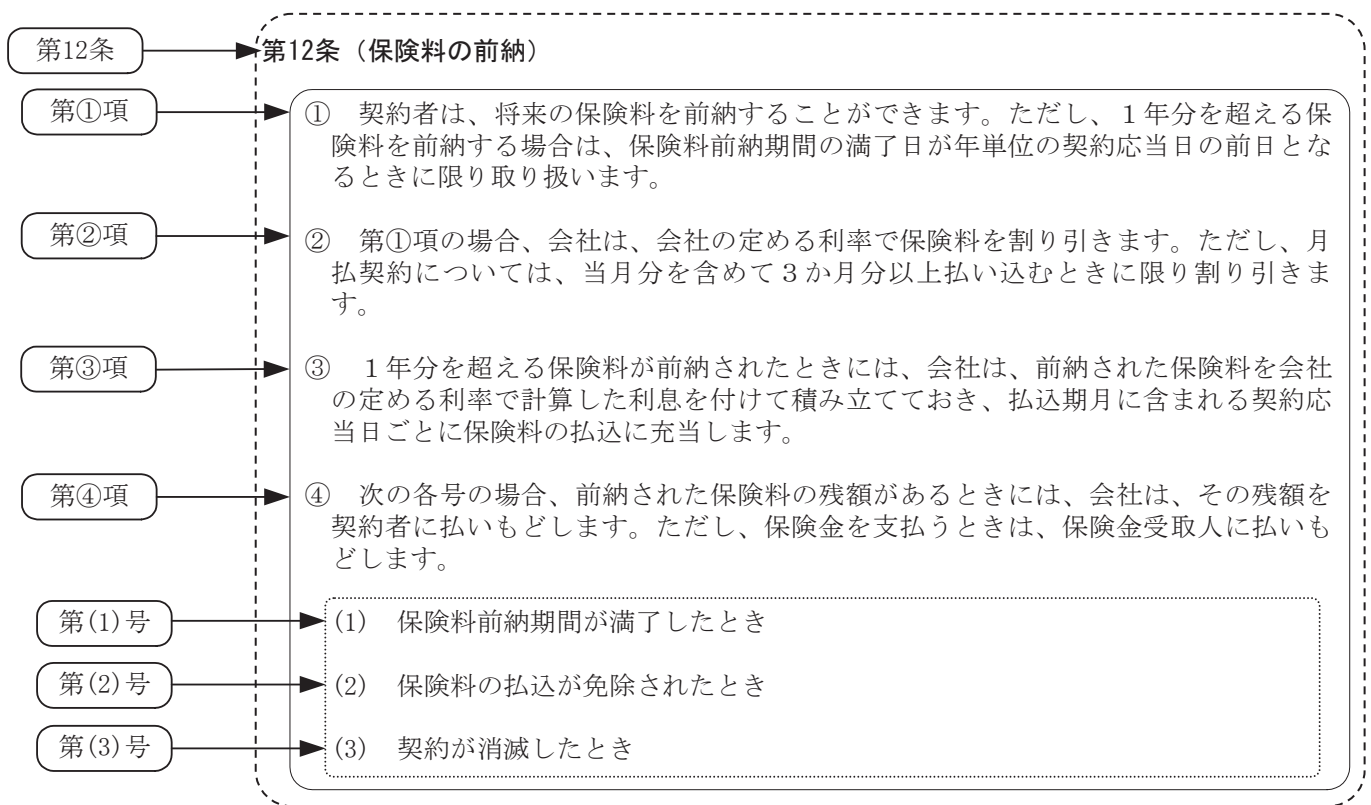 第12条
第12条（保険料の前納）
第①項
① 契約者は、将来の保険料を前納することができます。ただし、１年分を超える保
険料を前納する場合は、保険料前納期間の満了日が年単位の契約応当日の前日とな
るときに限り取り扱います。
第②項
② 第①項の場合、会社は、会社の定める利率で保険料を割り引きます。ただし、月
払契約については、当月分を含めて３か月分以上払い込むときに限り割り引きま
す。
第③項
③ １年分を超える保険料が前納されたときには、会社は、前納された保険料を会社
の定める利率で計算した利息を付けて積み立てておき、払込期月に含まれる契約応
当日ごとに保険料の払込に充当します。
第④項
④ 次の各号の場合、前納された保険料の残額があるときには、会社は、その残額を
契約者に払いもどします。ただし、保険金を支払うときは、保険金受取人に払いも
どします。
第(1)号
(1) 保険料前納期間が満了したとき
第(2)号
(2) 保険料の払込が免除されたとき
第(3)号
(3) 契約が消滅したとき